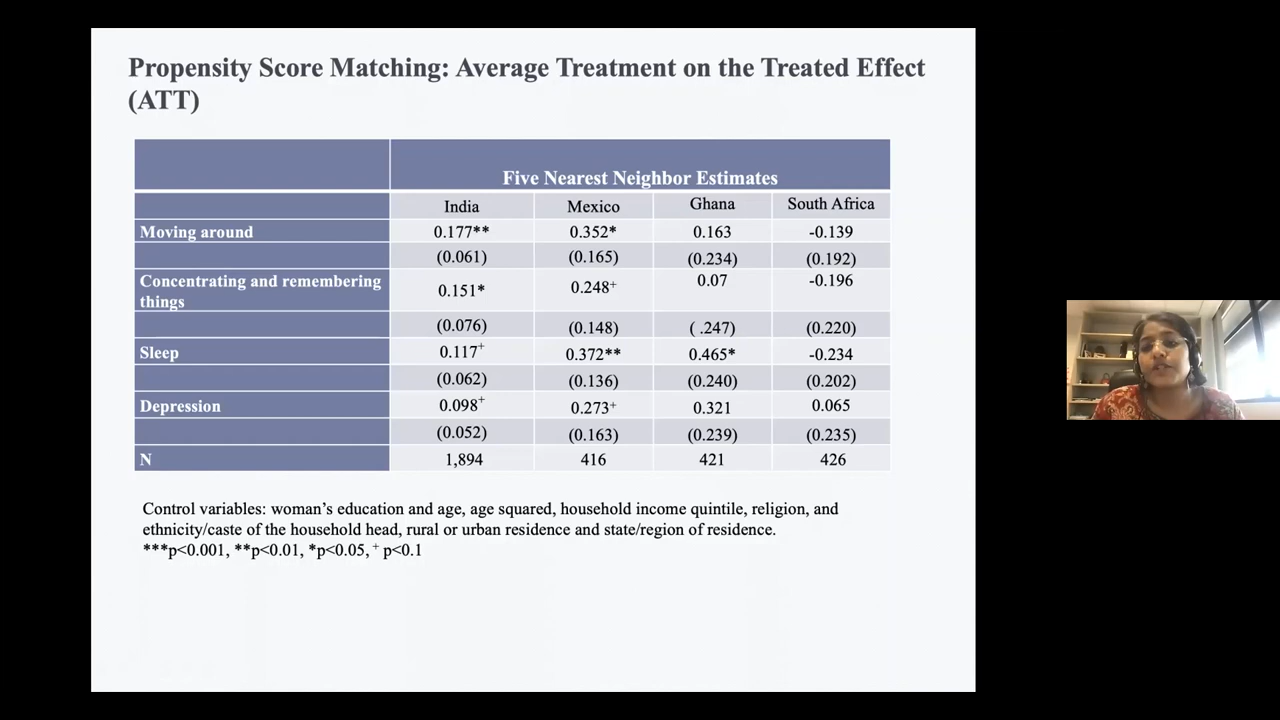 Propensity Score Matching: Average Treatment on the Treated Effect
(ATT)
Five Nearest Neighbor Estimates
India Mexico Ghana South Africa
Moving around 0.177** 0.352* 0.163 -0.139
(0.061) (0.165) (0.234) (0.192)
Concentrating and remembering
things 0.151* 0.248+ 0.07 -0.196
(0.076) (0.148) ( .247) (0.220)
Sleep 0.117+ 0.372** 0.465* -0.234
(0.062) (0.136) (0.240) (0.202)
Depression 0.098+ 0.273+ 0.321 0.065
(0.052) (0.163) (0.239) (0.235)
N 1,894 416 421 426
Control variables: woman’s education and age, age squared, household income quintile, religion, and
ethnicity/caste of the household head, rural or urban residence and state/region of residence.
***p<0.001, **p<0.01, *p<0.05, + p<0.1